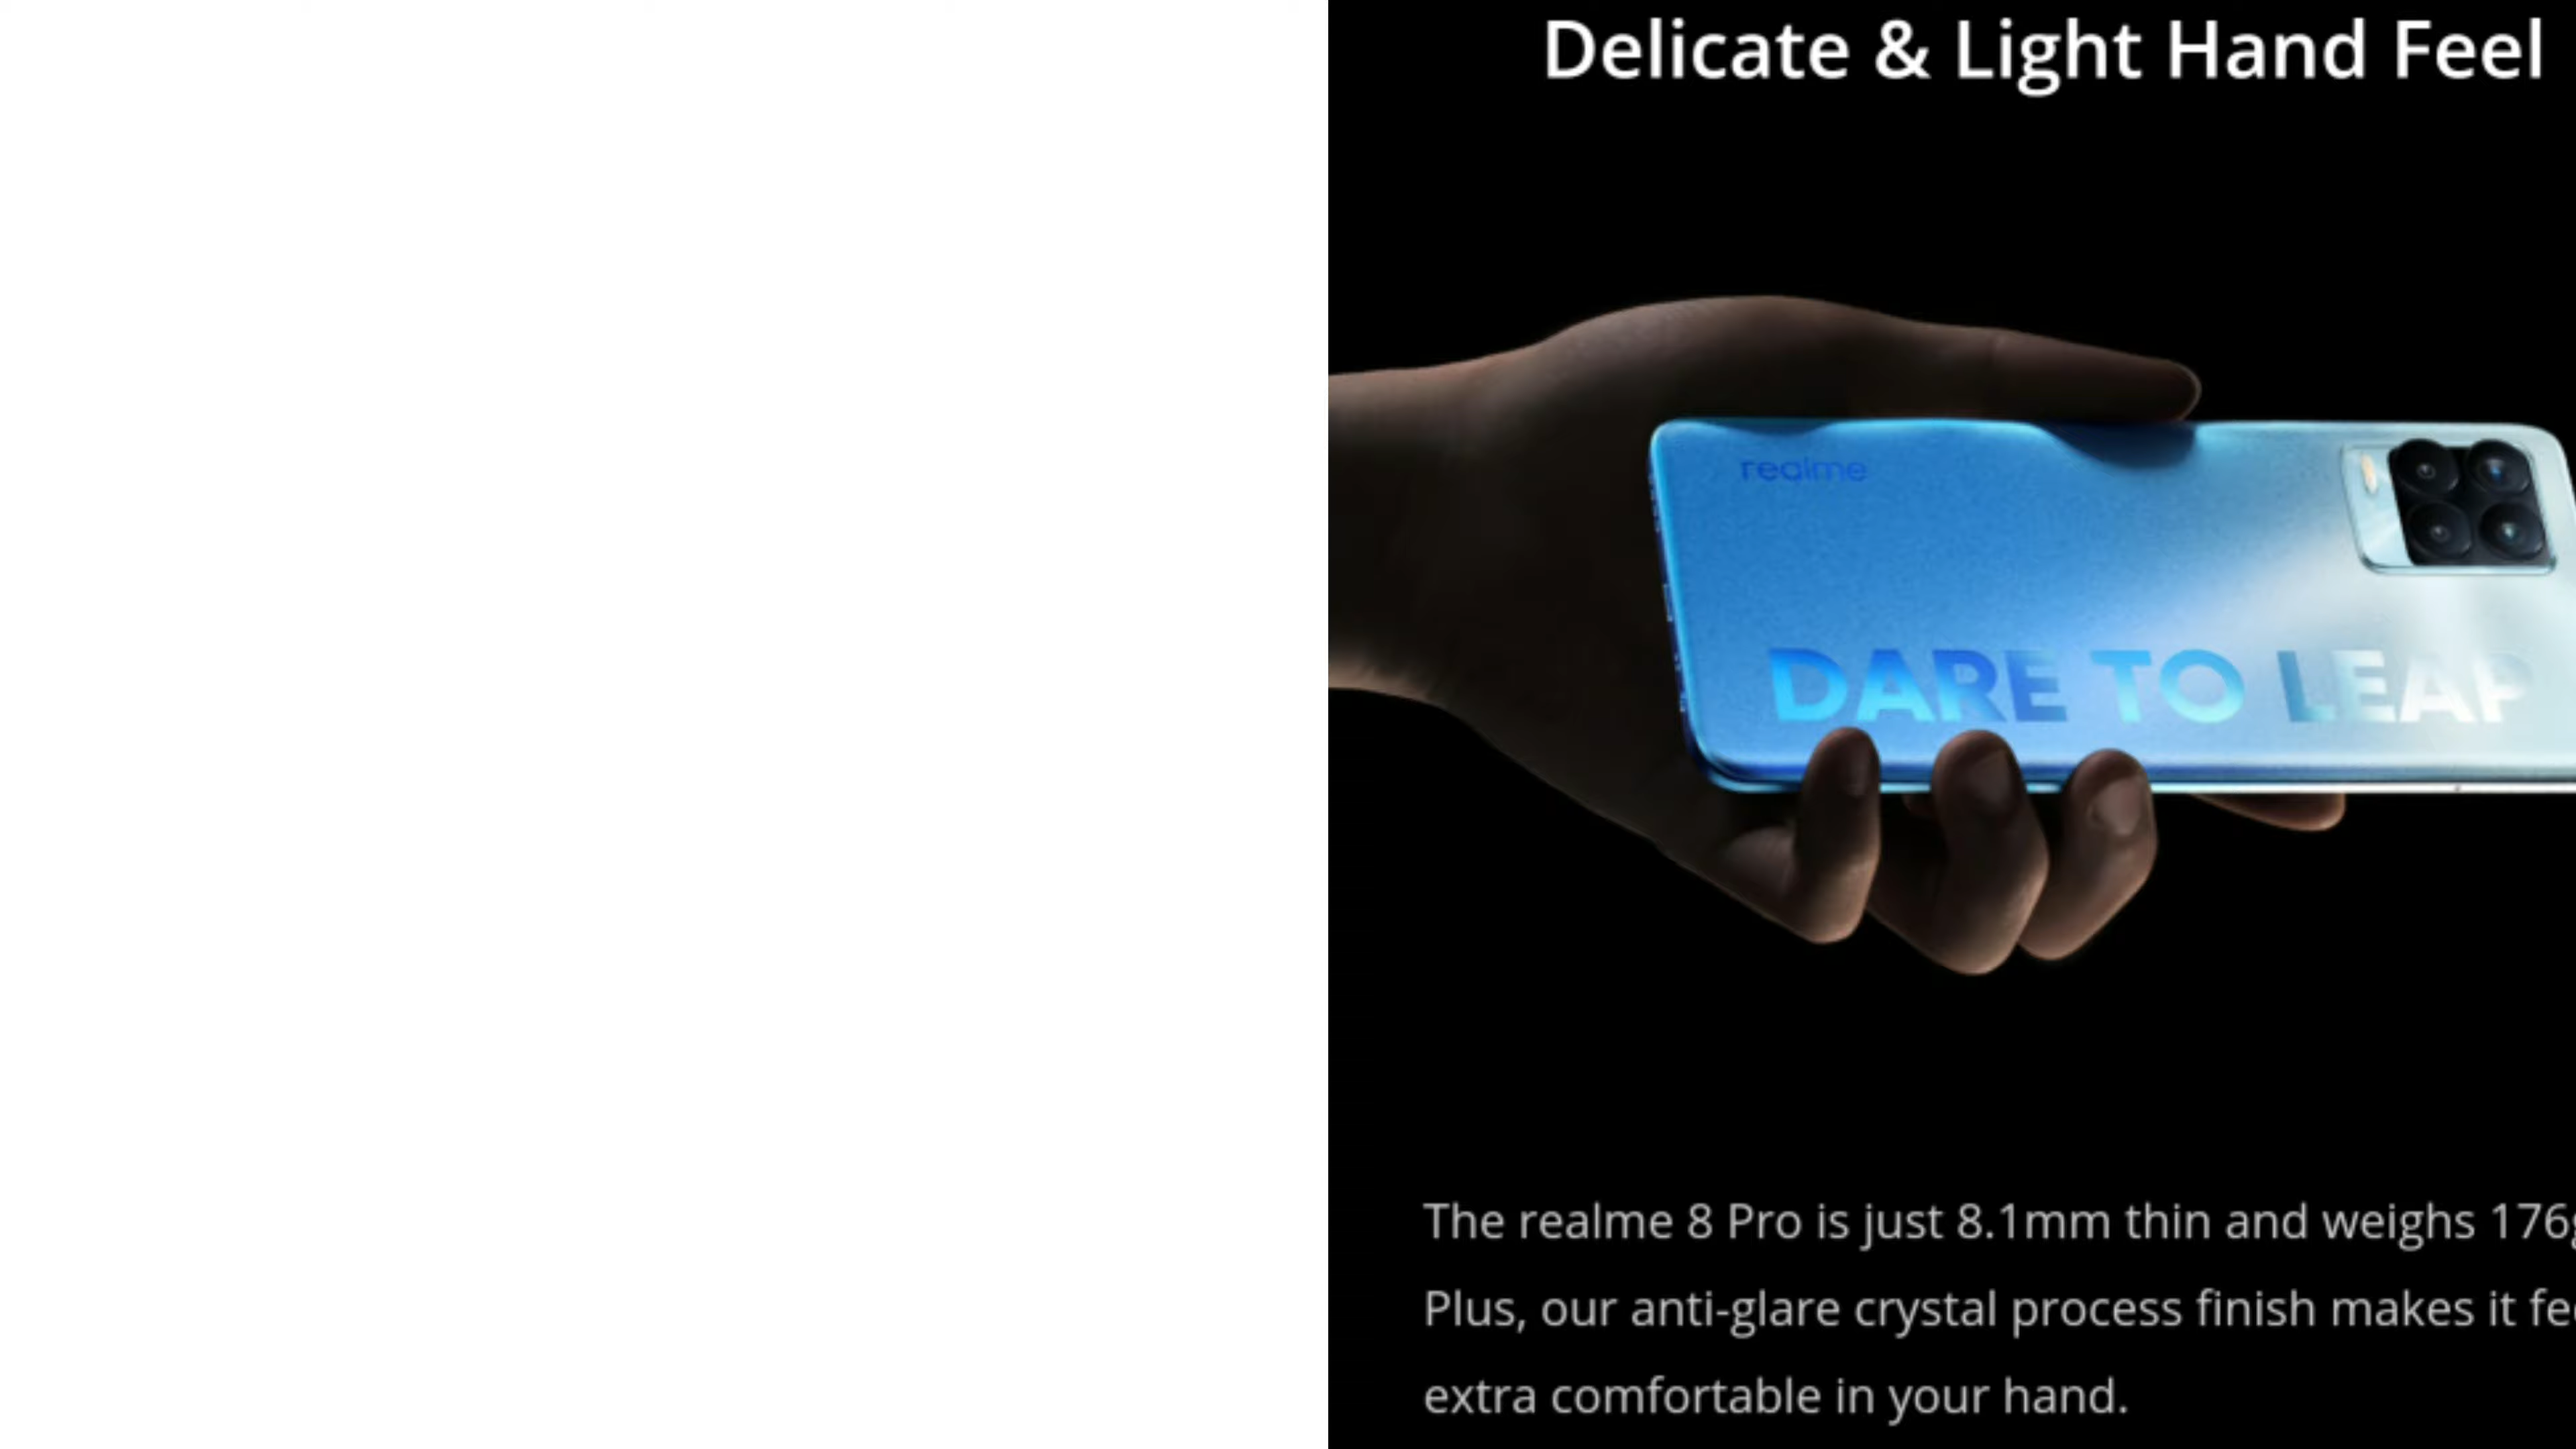 Delicate & Light Hand Feel
realme
DARE TO LEAP
The realme 8 Pro is just 8.1mm thin and weighs 176g
Plus, our anti-glare crystal process finish makes it
extra comfortable in your hand.